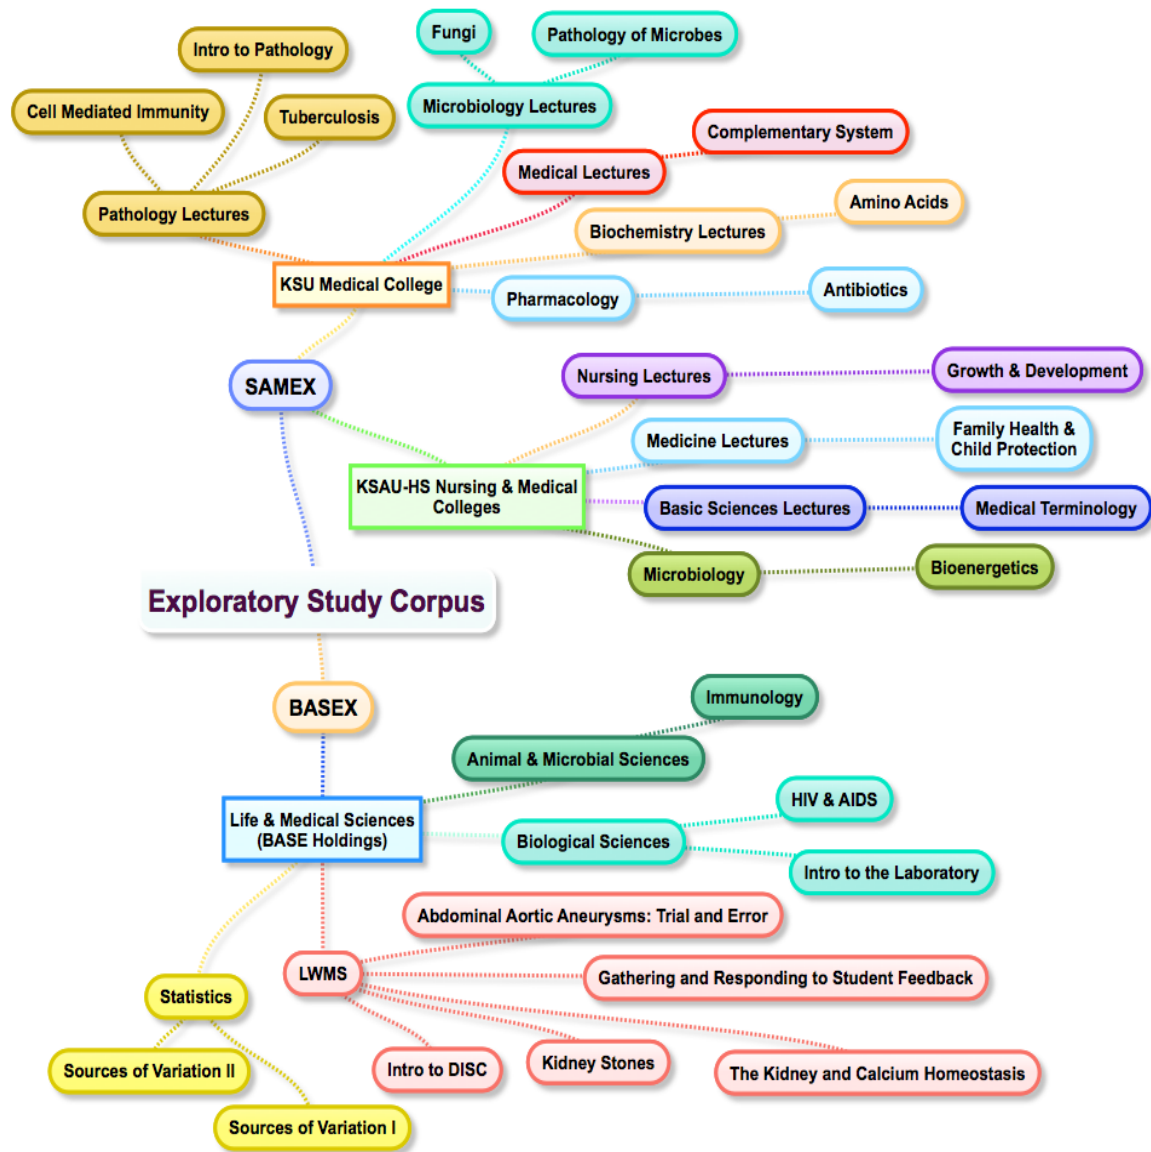 Fungi
Pathology of Microbes
Intro to Pathology
Cell Mediated Immunity
Tuberculosis
Microbiology Lectures
Complementary System
Medical Lectures
Pathology Lectures
Amino Acids
Biochemistry Lectures
KSU Medical College
Pharmacology
Antibiotics
SAMEX
Nursing Lectures
Growth & Development
Medicine Lectures
Family Health &
Child Protection
KSAU-HS Nursing & Medical
Colleges
Basic Sciences Lectures
Medical Terminology
Microbiology
Bioenergetics
Exploratory Study Corpus
BASEX
Immunology
Animal & Microbial Sciences
Life & Medical Sciences
(BASE Holdings)
HIV & AIDS
Biological Sciences
Intro to the Laboratory
Abdominal Aortic Aneurysms: Trial and Error
LWMS
Gathering and Responding to Student Feedback
Statistics
Sources of Variation II
Intro to DISC
Kidney Stones
The Kidney and Calcium Homeostasis
Sources of Variation I